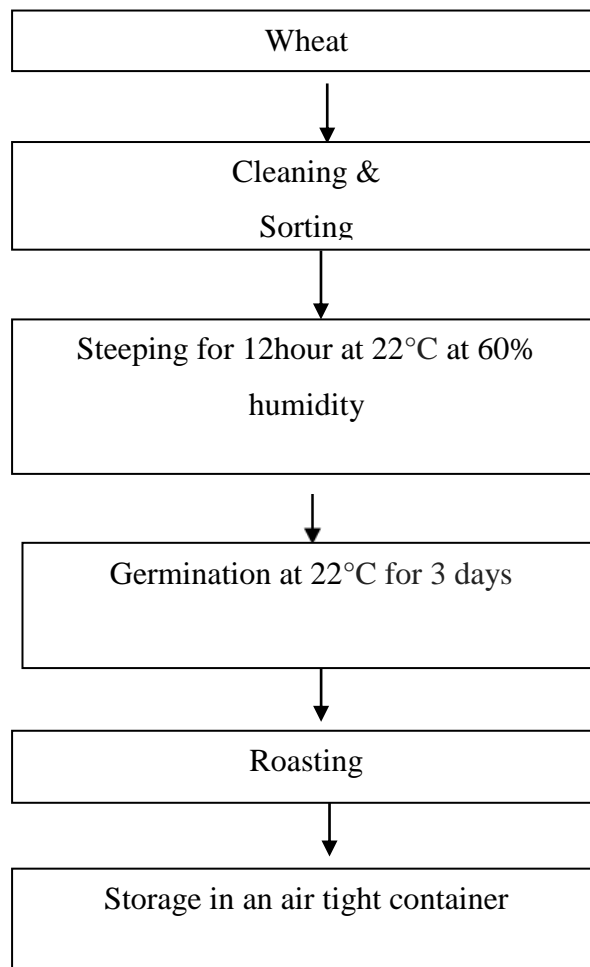 Wheat
Cleaning &
Sorting
Steeping for 12hour at 22°C at 60%
humidity
Germination at 22°C for 3 days
Roasting
Storage in an air tight container